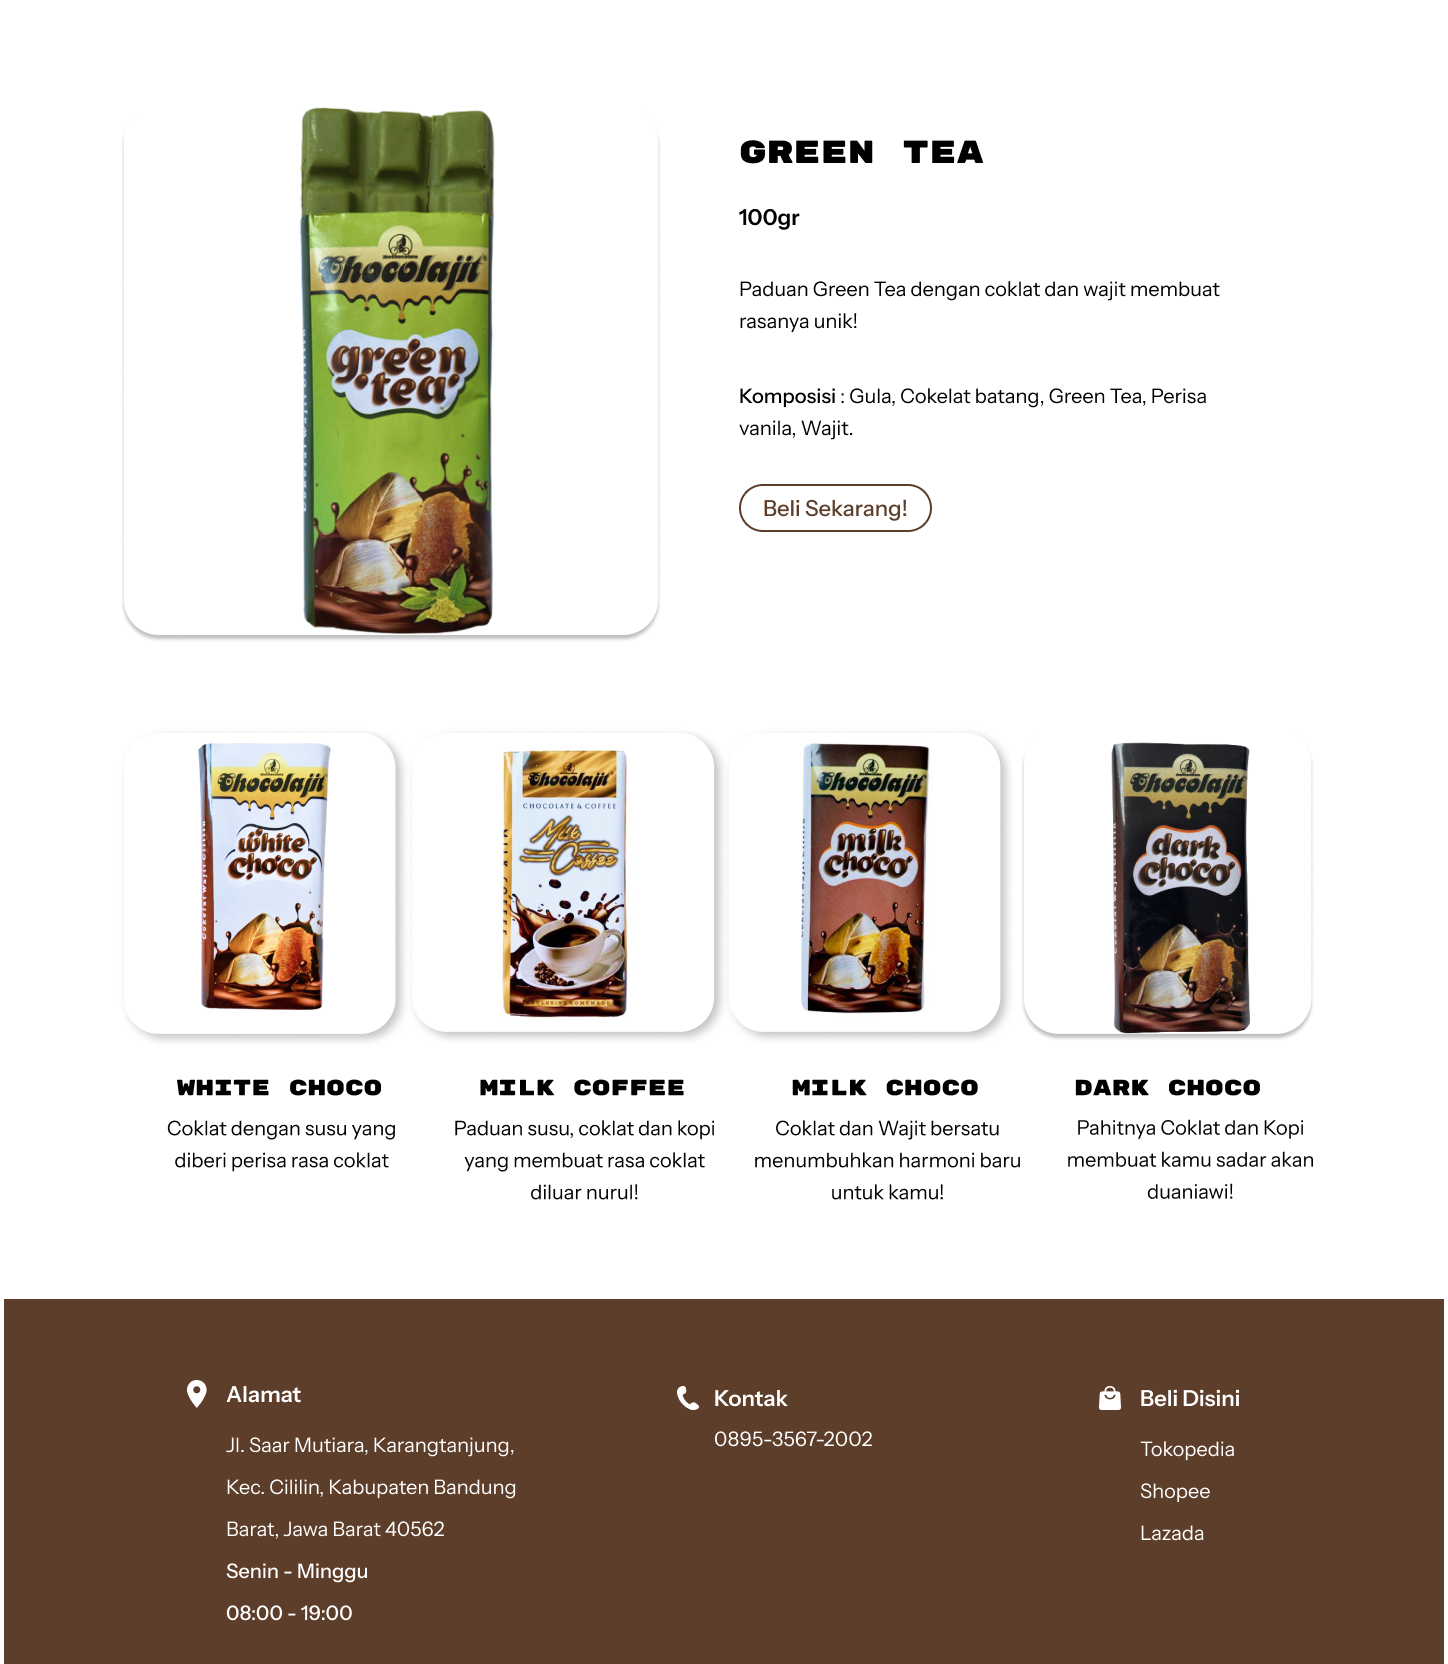 Chocolajit
green
tea
GREEN TEA
100gr
Paduan Green Tea dengan coklat dan wajit membuat
rasanya unik!
Komposisi : Gula, Cokelat batang, Green Tea, Perisa
vanila, Wajit.
Beli Sekarang!
Chocolajit
white
choco
Chocolajit
CHOCOLATE & COFFEE
Milk
Coffee
MILK COFFEE
EXCLUSIVE HOMEMADE
Chocolajit
milk
choco
Chocolajit
dark
choco
WHITE CHOCO
Coklat dengan susu yang
diberi perisa rasa coklat
MILK COFFEE
Paduan susu, coklat dan kopi
yang membuat rasa coklat
diluar nurul!
MILK CHOCO
Coklat dan Wajit bersatu
menumbuhkan harmoni baru
untuk kamu!
DARK CHOCO
Pahitnya Coklat dan Kopi
membuat kamu sadar akan
duaniawi!
Alamat
Jl. Saar Mutiara, Karangtanjung,
Kec. Cililin, Kabupaten Bandung
Barat, Jawa Barat 40562
Senin - Minggu
08:00 - 19:00
Kontak
0895-3567-2002
Beli Disini
Tokopedia
Shopee
Lazada